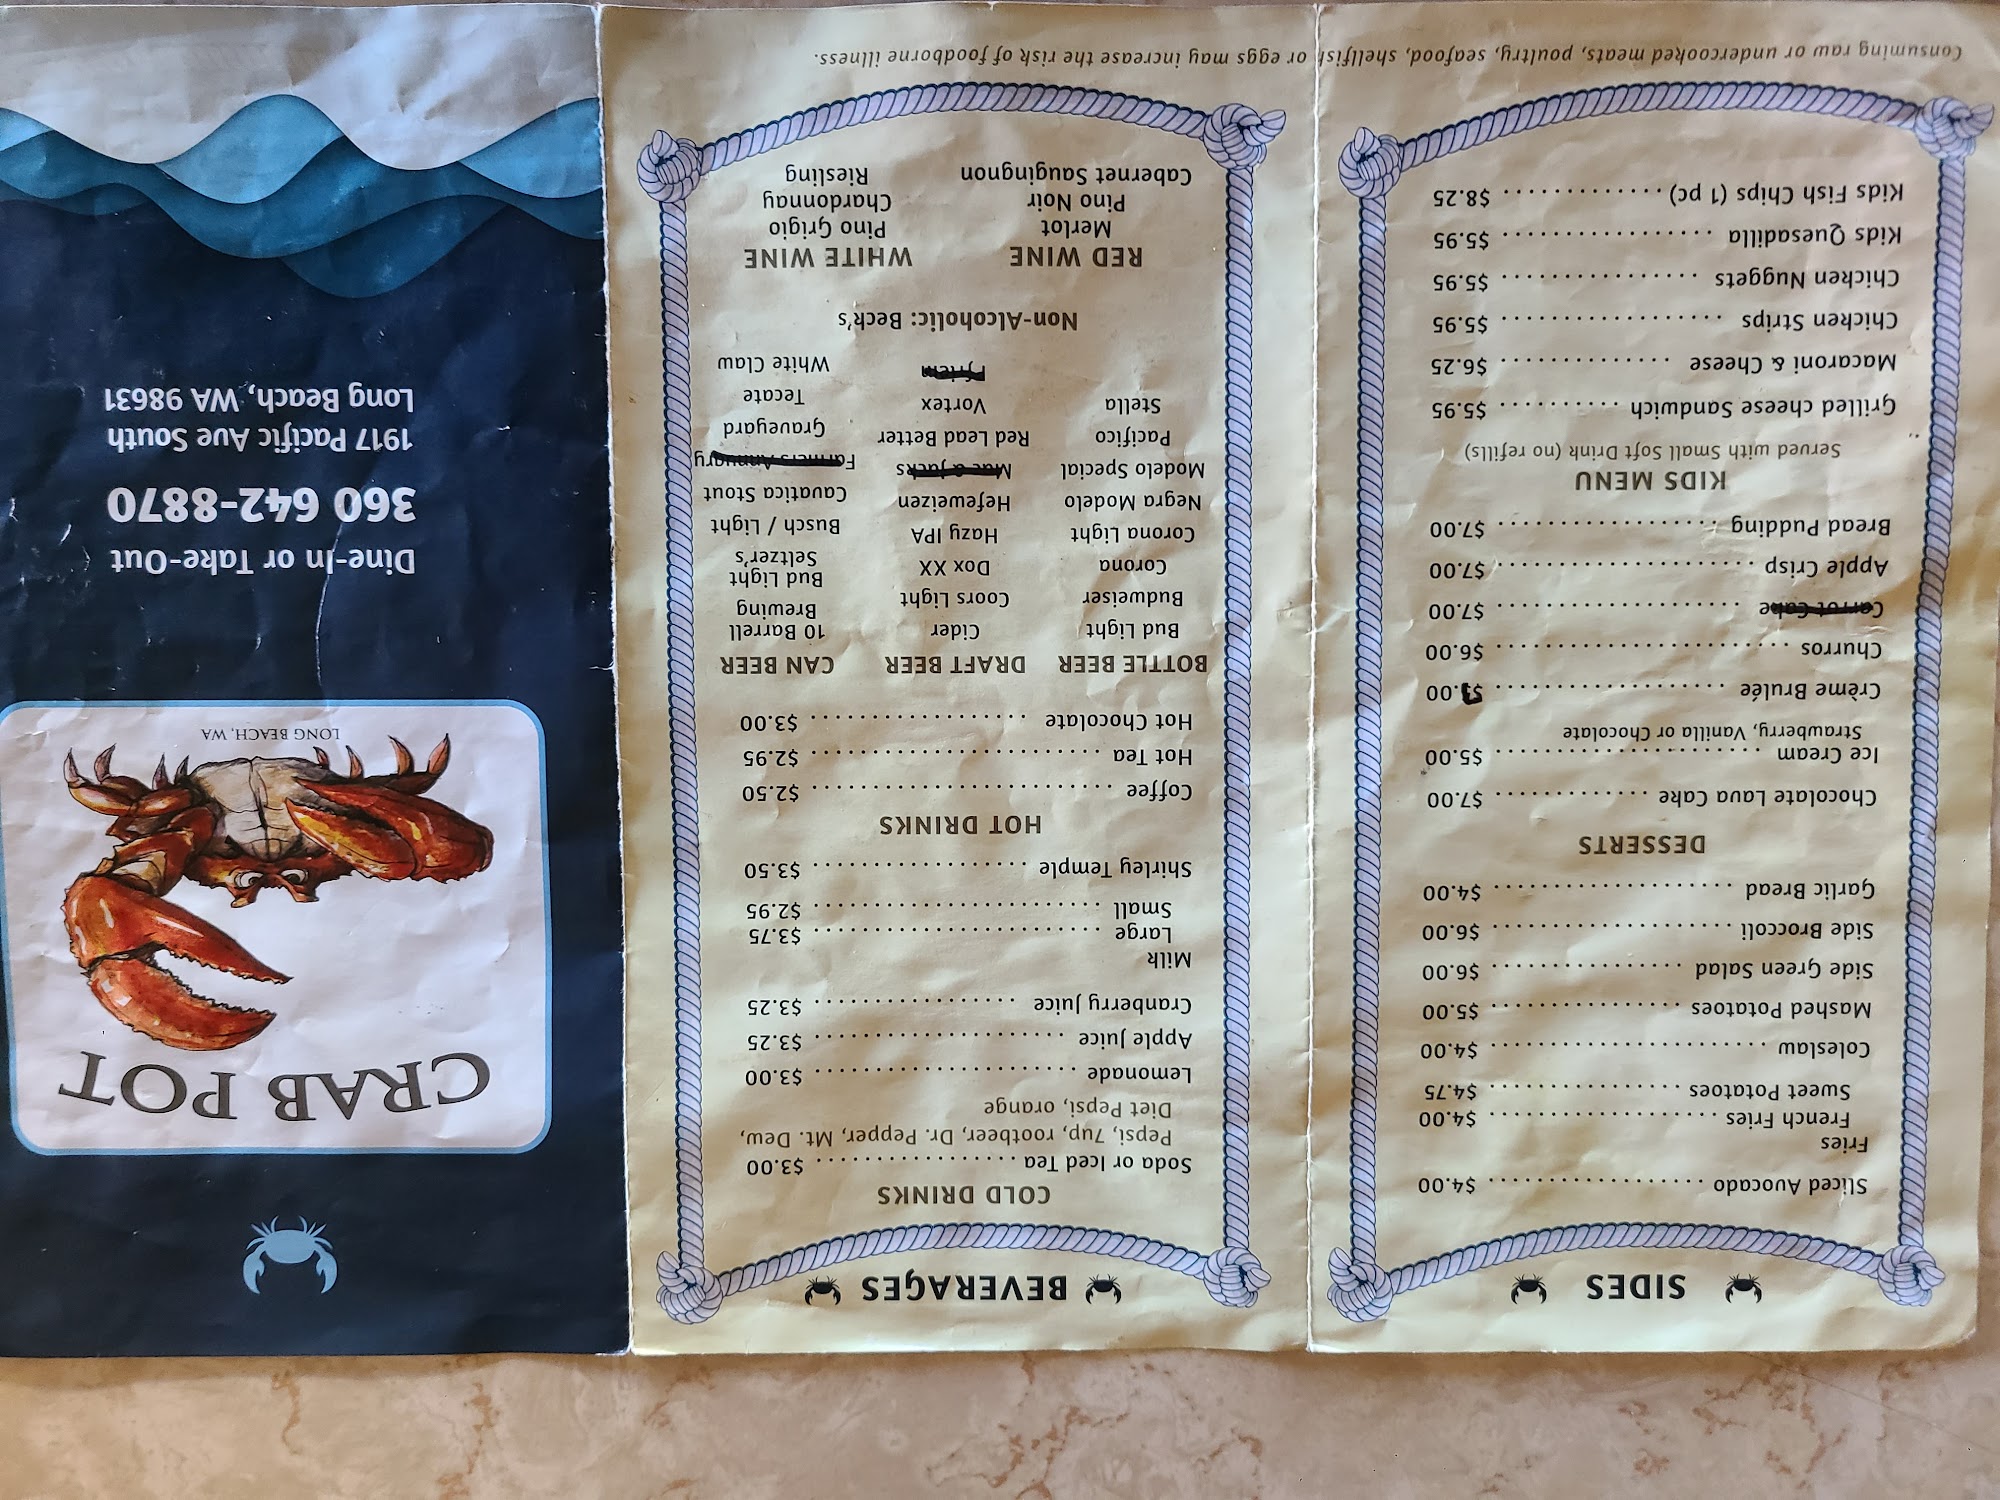 SIDES
Sliced Avocado .................... $4.00
Fries
French Fries .................... $4.00
Sweet Potatoes ................. $4.75
Coleslaw ........................ $4.00
Mashed Potatoes ................. $5.00
Side Green Salad ................. $6.00
Side Broccoli ...................... $6.00
Garlic Bread ...................... $4.00
DESSERTS
Chocolate Lava Cake ............. $7.00
Ice Cream ........................ $5.00
Strawberry, Vanilla or Chocolate
Crème Brulée
Churros .......................... $6.00
Carrot Cake ...................... $7.00
Apple Crisp ....................... $7.00
Bread Pudding ................... $7.00
KIDS MENU
Served with Small Soft Drink (no refills)
Grilled cheese Sandwich .......... $5.95
Macaroni & Cheese ............... $6.25
Chicken Strips ................... $5.95
Chicken Nuggets ................. $5.95
Kids Quesadilla ................... $5.95
Kids Fish Chips (1 pc) .............. $8.25
BEVERAGES
COLD DRINKS
Soda or Iced Tea .................. $3.00
Pepsi, 7up, rootbeer, Dr. Pepper, Mt. Dew,
Diet Pepsi, orange
Lemonade ........................ $3.00
Apple Juice ....................... $3.25
Cranberry Juice .................. $3.25
Milk
Large ........................... $3.75
Small ........................... $2.95
Shirley Temple ................... $3.50
HOT DRINKS
Coffee ........................... $2.50
Hot Tea .......................... $2.95
Hot Chocolate ................... $3.00
BOTTLE BEER
Bud Light
Budweiser
Corona
Corona Light
Negra Modelo
Modelo Special
Pacifico
Stella
DRAFT BEER
Cider
Coors Light
Dox XX
Hazy IPA
Hefeweizen
Mac & Jacks
Red Lead Better
Vortex
Pfriem
CAN BEER
10 Barrell
Brewing
Bud Light
Seltzer's
Busch / Light
Cavatica Stout
Farmers Annuary
Graveyard
Tecate
White Claw
Non-Alcoholic: Beck's
RED WINE
Merlot
Pino Noir
Cabernet Saugingnon
WHITE WINE
Pino Grigio
Chardonnay
Riesling
Consuming raw or undercooked meats, poultry, seafood, shellfish or eggs may increase the risk of foodborne illness.
CRAB POT
LONG BEACH, WA
Dine-In or Take-Out
360 642-8870
1917 Pacific Ave South
Long Beach, WA 98631